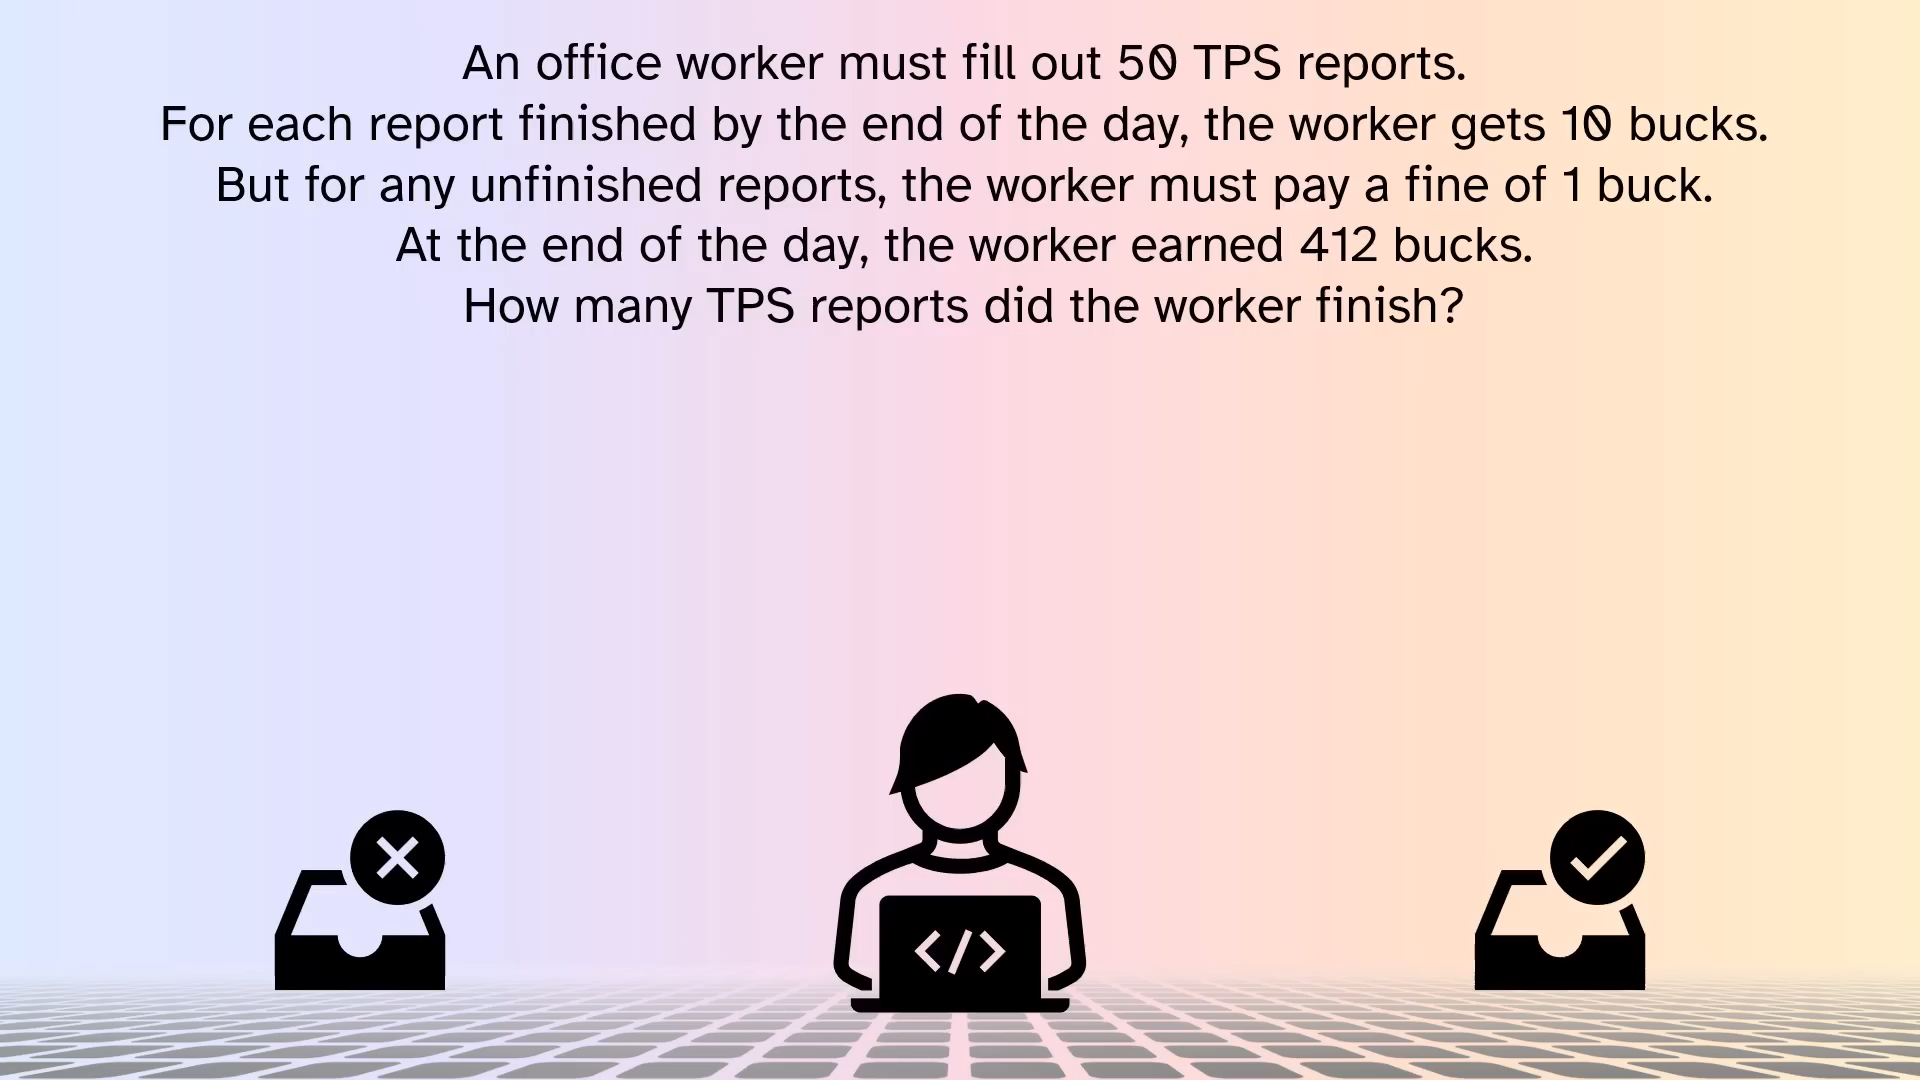 An office worker must fill out 50 TPS reports.
For each report finished by the end of the day, the worker gets 10 bucks.
But for any unfinished reports, the worker must pay a fine of 1 buck.
At the end of the day, the worker earned 412 bucks.
How many TPS reports did the worker finish?
</>